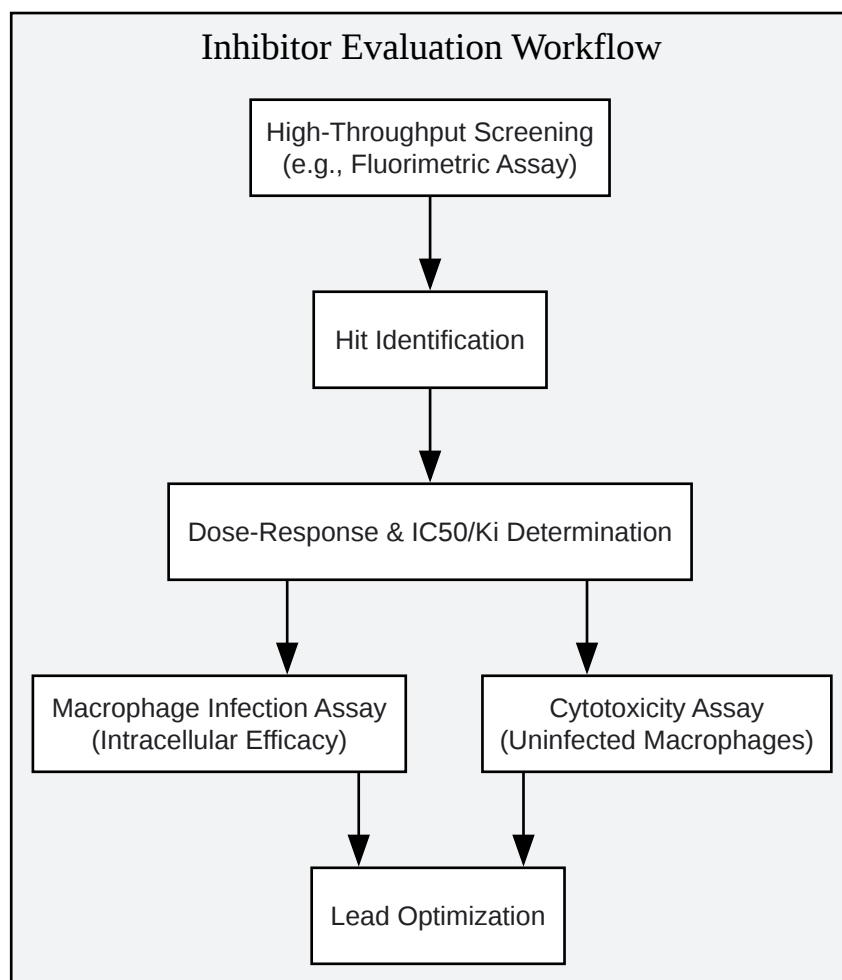 Inhibitor Evaluation Workflow
High-Throughput Screening
(e.g., Fluorimetric Assay)
Hit Identification
Dose-Response & IC50/Ki Determination
Macrophage Infection Assay
(Intracellular Efficacy)
Cytotoxicity Assay
(Uninfected Macrophages)
Lead Optimization